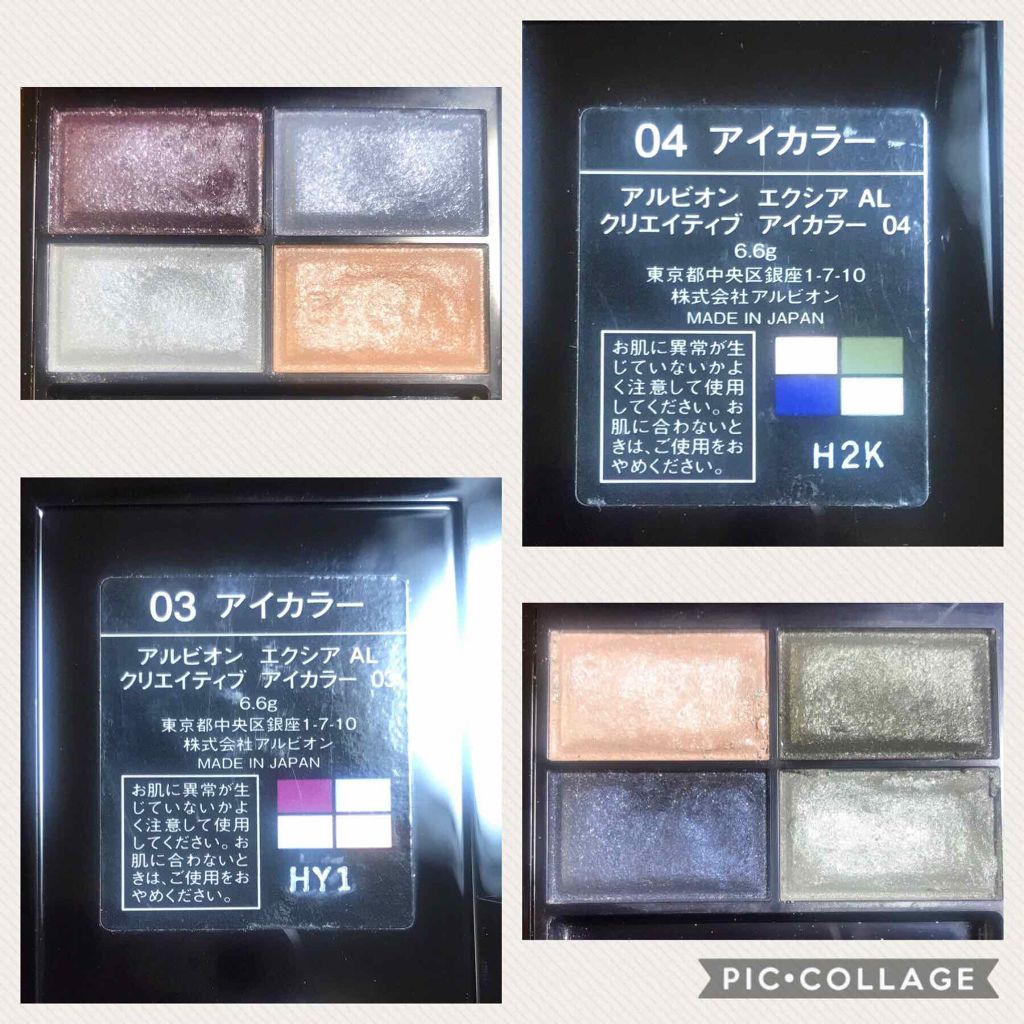 04 アイカラー
アルビオン エクシア AL
クリエイティブ アイカラー 04
6.6g
東京都中央区銀座1-7-10
株式会社アルビオン
MADE IN JAPAN
お肌に異常が生
じていないかよ
く注意して使用
してください。お
肌に合わないと
きは、ご使用をお
やめください。
H2K
03 アイカラー
アルビオン エクシア AL
クリエイティブ アイカラー 03
6.6g
東京都中央区銀座1-7-10
株式会社アルビオン
MADE IN JAPAN
お肌に異常が生
じていないかよ
く注意して使用
してください。お
肌に合わないと
きは、ご使用をお
やめください。
HY1
PIC•COLLAGE